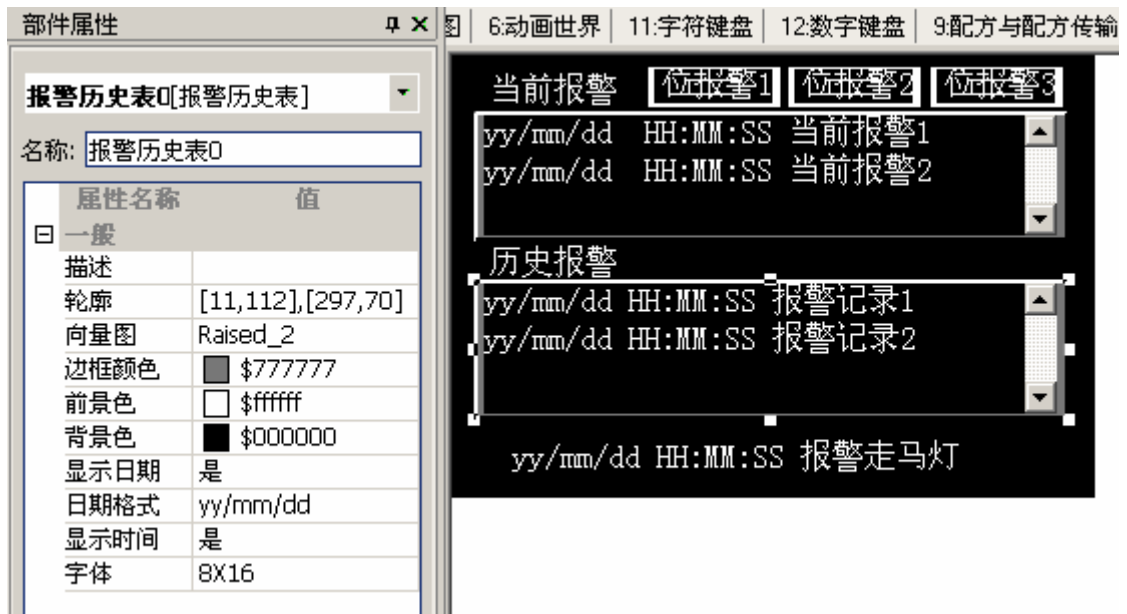 部件属性
图 6:动画世界 11:字符键盘 12:数字键盘 9:配方与配方传输
报警历史表0[报警历史表]
名称: 报警历史表0
属性名称 值
一般
描述
轮廓 [11,112],[297,70]
向量图 Raised_2
边框颜色 $777777
前景色 $ffffff
背景色 $000000
显示日期 是
日期格式 yy/mm/dd
显示时间 是
字体 8X16
当前报警 位报警1 位报警2 位报警3
yy/mm/dd HH:MM:SS 当前报警1
yy/mm/dd HH:MM:SS 当前报警2
历史报警
yy/mm/dd HH:MM:SS 报警记录1
yy/mm/dd HH:MM:SS 报警记录2
yy/mm/dd HH:MM:SS 报警走马灯